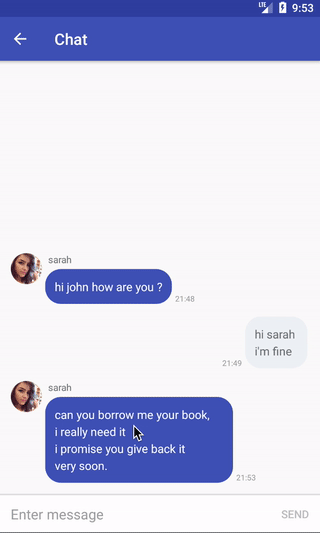 LTE 9:53
Chat
sarah
hi john how are you ?
21:48
hi sarah
i'm fine
21:49
sarah
can you borrow me your book,
i really need it
i promise you give back it
very soon.
21:53
Enter message SEND